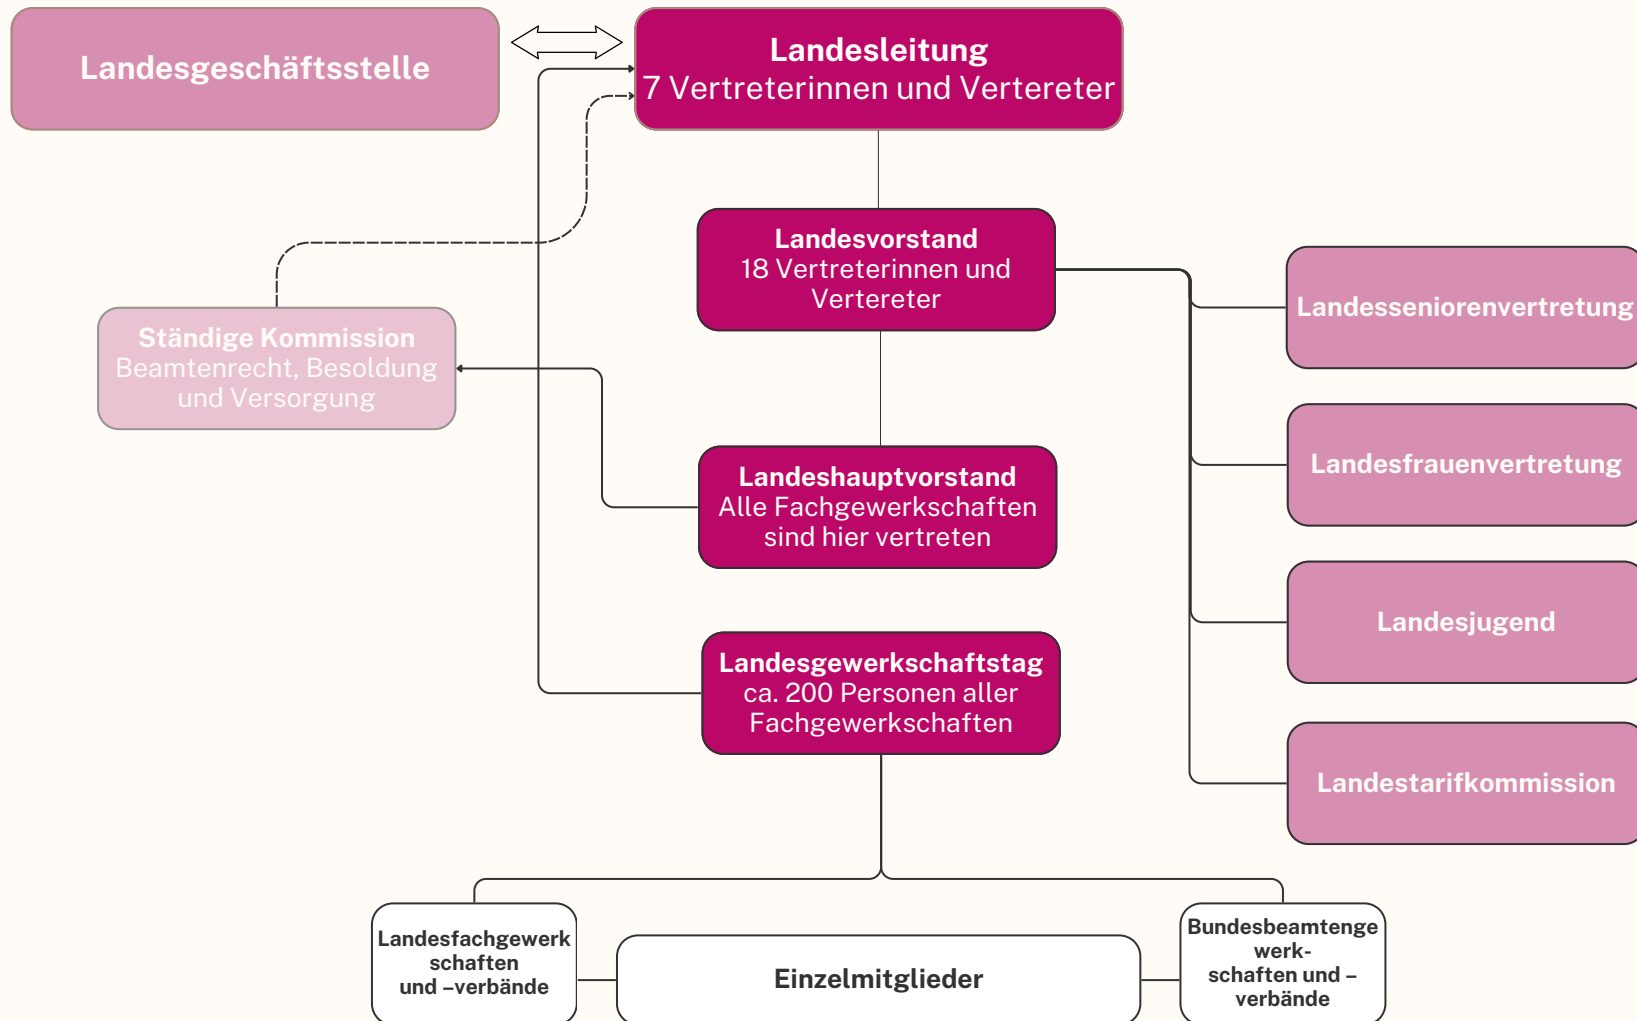 Landesgeschäftsstelle
Landesleitung
7 Vertreterinnen und Vertereter
Landesvorstand
18 Vertreterinnen und
Vertereter
Landesseniorenvertretung
Ständige Kommission
Beamtenrecht, Besoldung
und Versorgung
Landesfrauenvertretung
Landeshauptvorstand
Alle Fachgewerkschaften
sind hier vertreten
Landesjugend
Landesgewerkschaftstag
ca. 200 Personen aller
Fachgewerkschaften
Landestarifkommission
Landesfachgewerk
schaften
und –verbände
Einzelmitglieder
Bundesbeamtenge
werk-
schaften und –
verbände